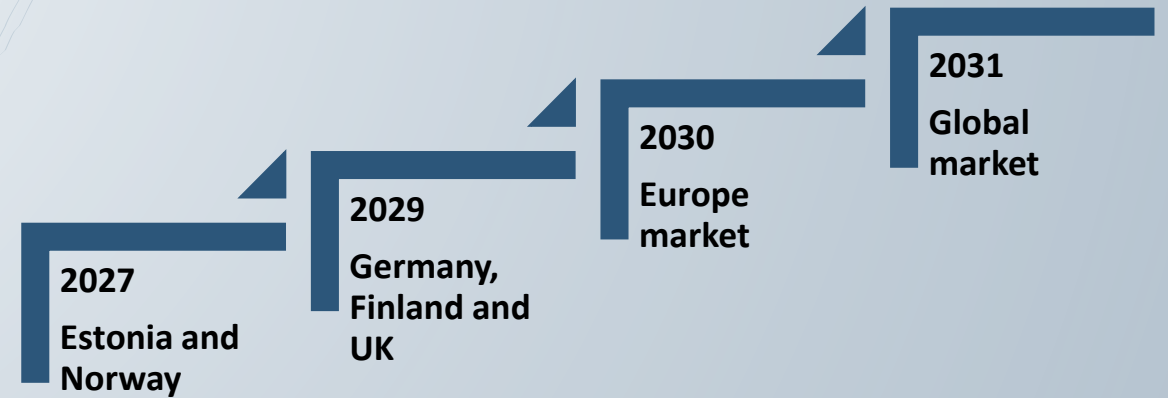 2027
Estonia and
Norway
2029
Germany,
Finland and
UK
2030
Europe
market
2031
Global
market